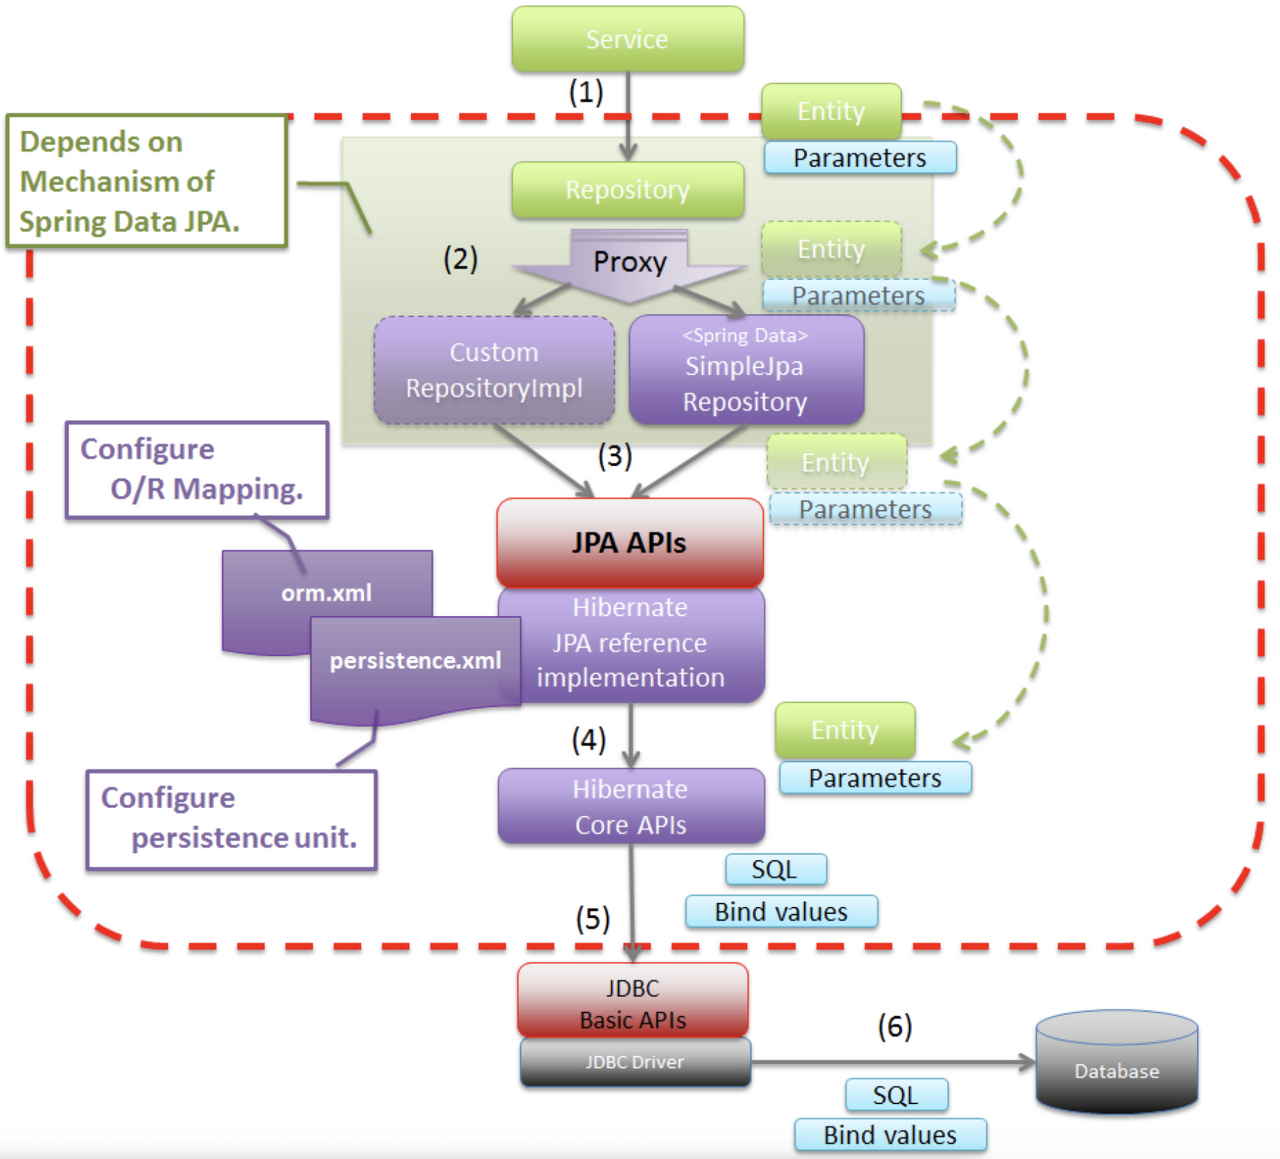 Service
(1)
Entity
Parameters
Depends on
Mechanism of
Spring Data JPA.
Repository
(2)
Proxy
Entity
Parameters
Custom
RepositoryImpl
<Spring Data>
SimpleJpa
Repository
(3)
Configure
O/R Mapping.
Entity
Parameters
JPA APIs
orm.xml
Hibernate
JPA reference
implementation
persistence.xml
(4)
Entity
Parameters
Configure
persistence unit.
Hibernate
Core APIs
SQL
Bind values
(5)
JDBC
Basic APIs
JDBC Driver
(6)
Database
SQL
Bind values